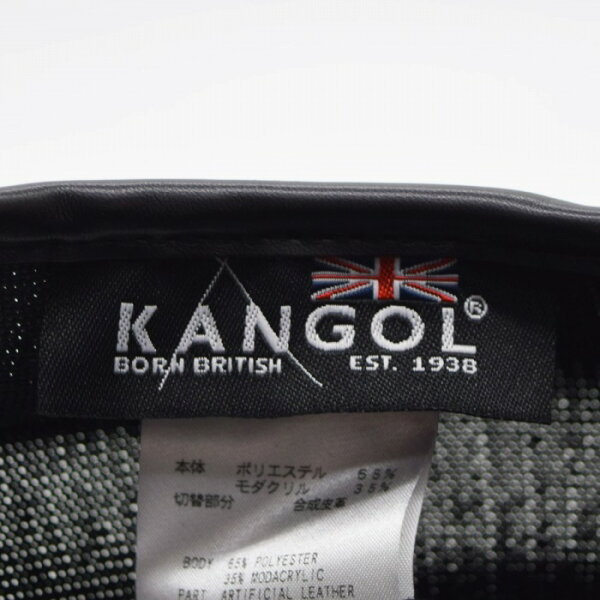 KANGOL®
BORN BRITISH EST. 1938
本体 ポリエステル 65%
モダクリル 35%
切替部分 合成皮革
BODY 65% POLYESTER
35% MODACRYLIC
PART ARTIFICIAL LEATHER